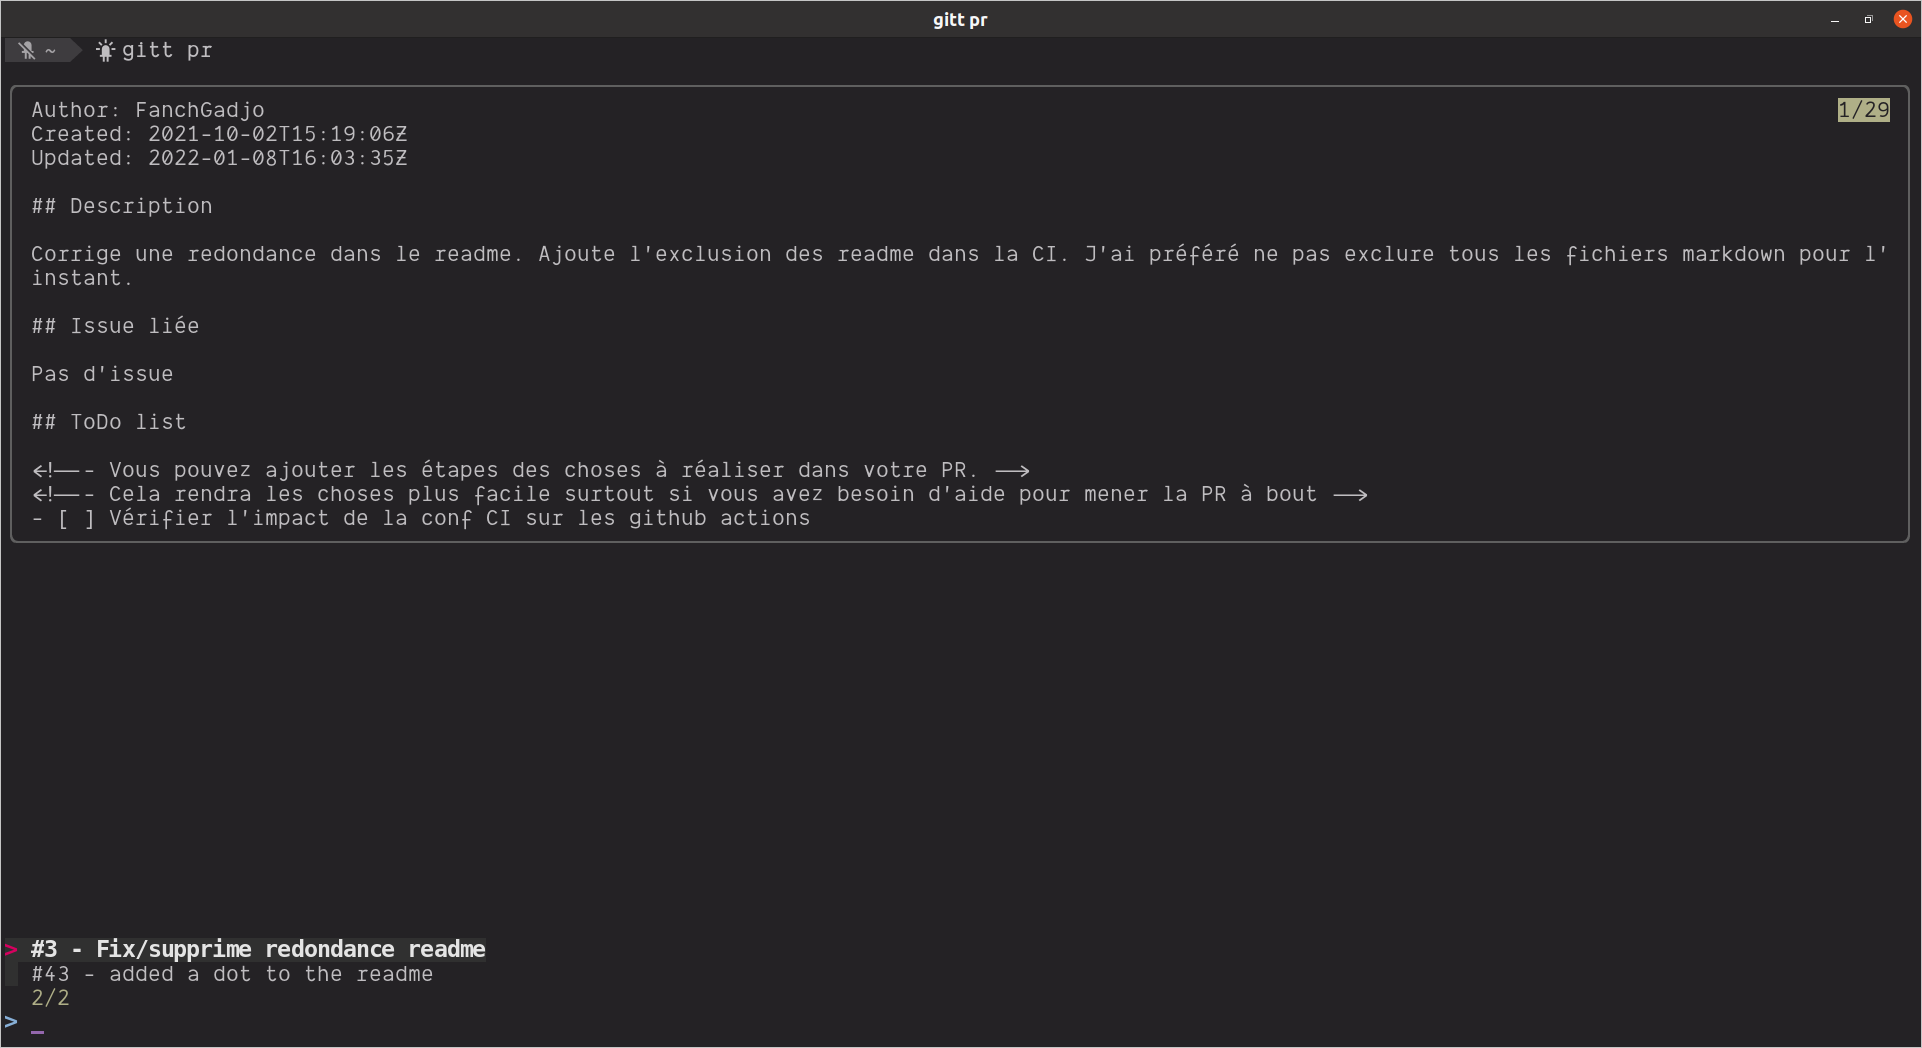 gitt pr
~ gitt pr
Author: FanchGadjo
1/29
Created: 2021-10-02T15:19:06Z
Updated: 2022-01-08T16:03:35Z
## Description
Corrige une redondance dans le readme. Ajoute l'exclusion des readme dans la CI. J'ai préféré ne pas exclure tous les fichiers markdown pour l'
instant.
## Issue liée
Pas d'issue
## ToDo list
<!--- Vous pouvez ajouter les étapes des choses à réaliser dans votre PR. -->
<!--- Cela rendra les choses plus facile surtout si vous avez besoin d'aide pour mener la PR à bout -->
- [ ] Vérifier l'impact de la conf CI sur les github actions
> #3 - Fix/supprime redondance readme
#43 - added a dot to the readme
2/2
> _